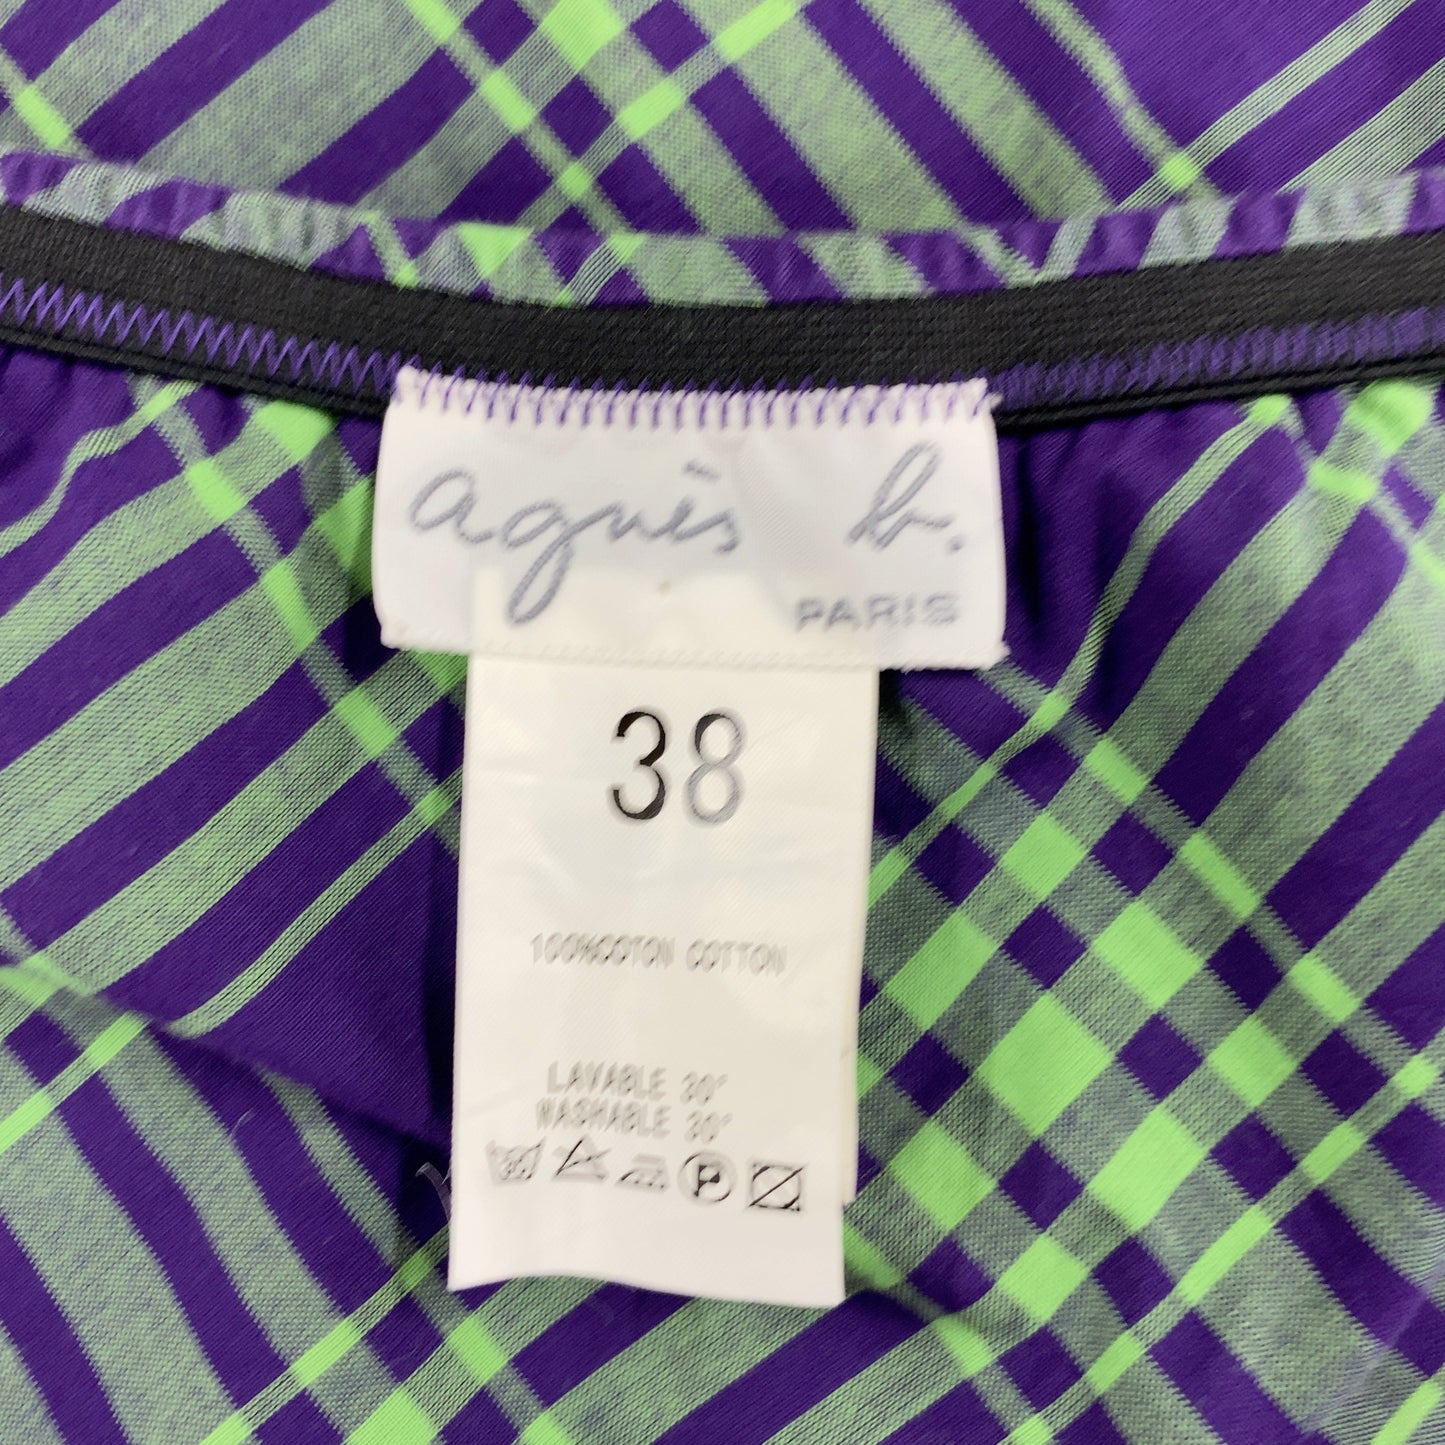 agnès b.
PARIS
38
100%COTON COTTON
LAVABLE 30°
WASHABLE 30°
P